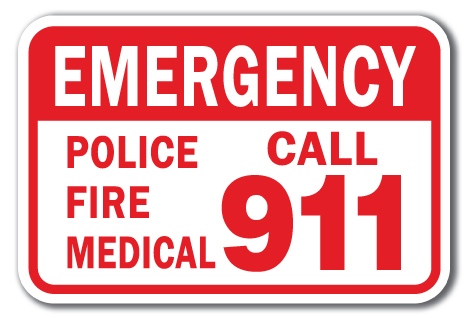 EMERGENCY
POLICE
FIRE
MEDICAL
CALL
911